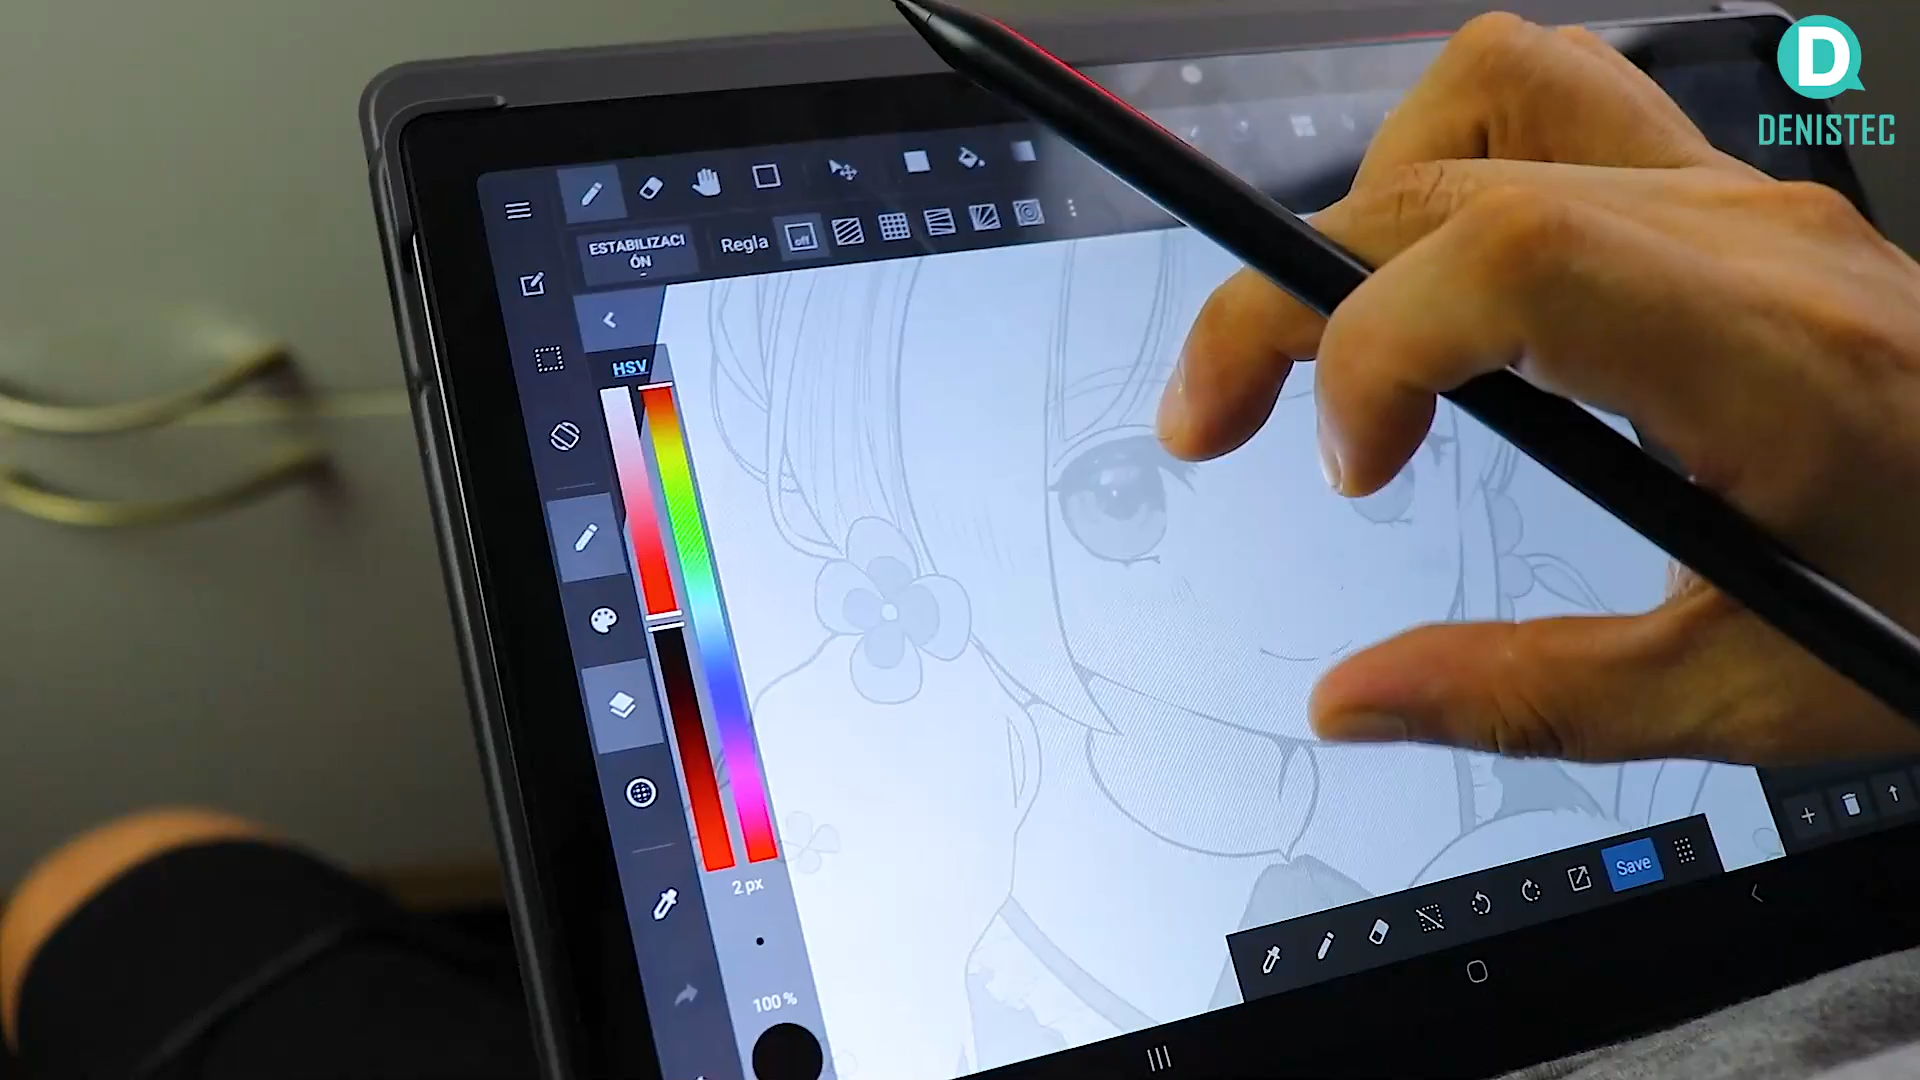 D
DENISTEC
ESTABILIZACI
ÓN
Regla
off
HSV
2 px
100 %
Save